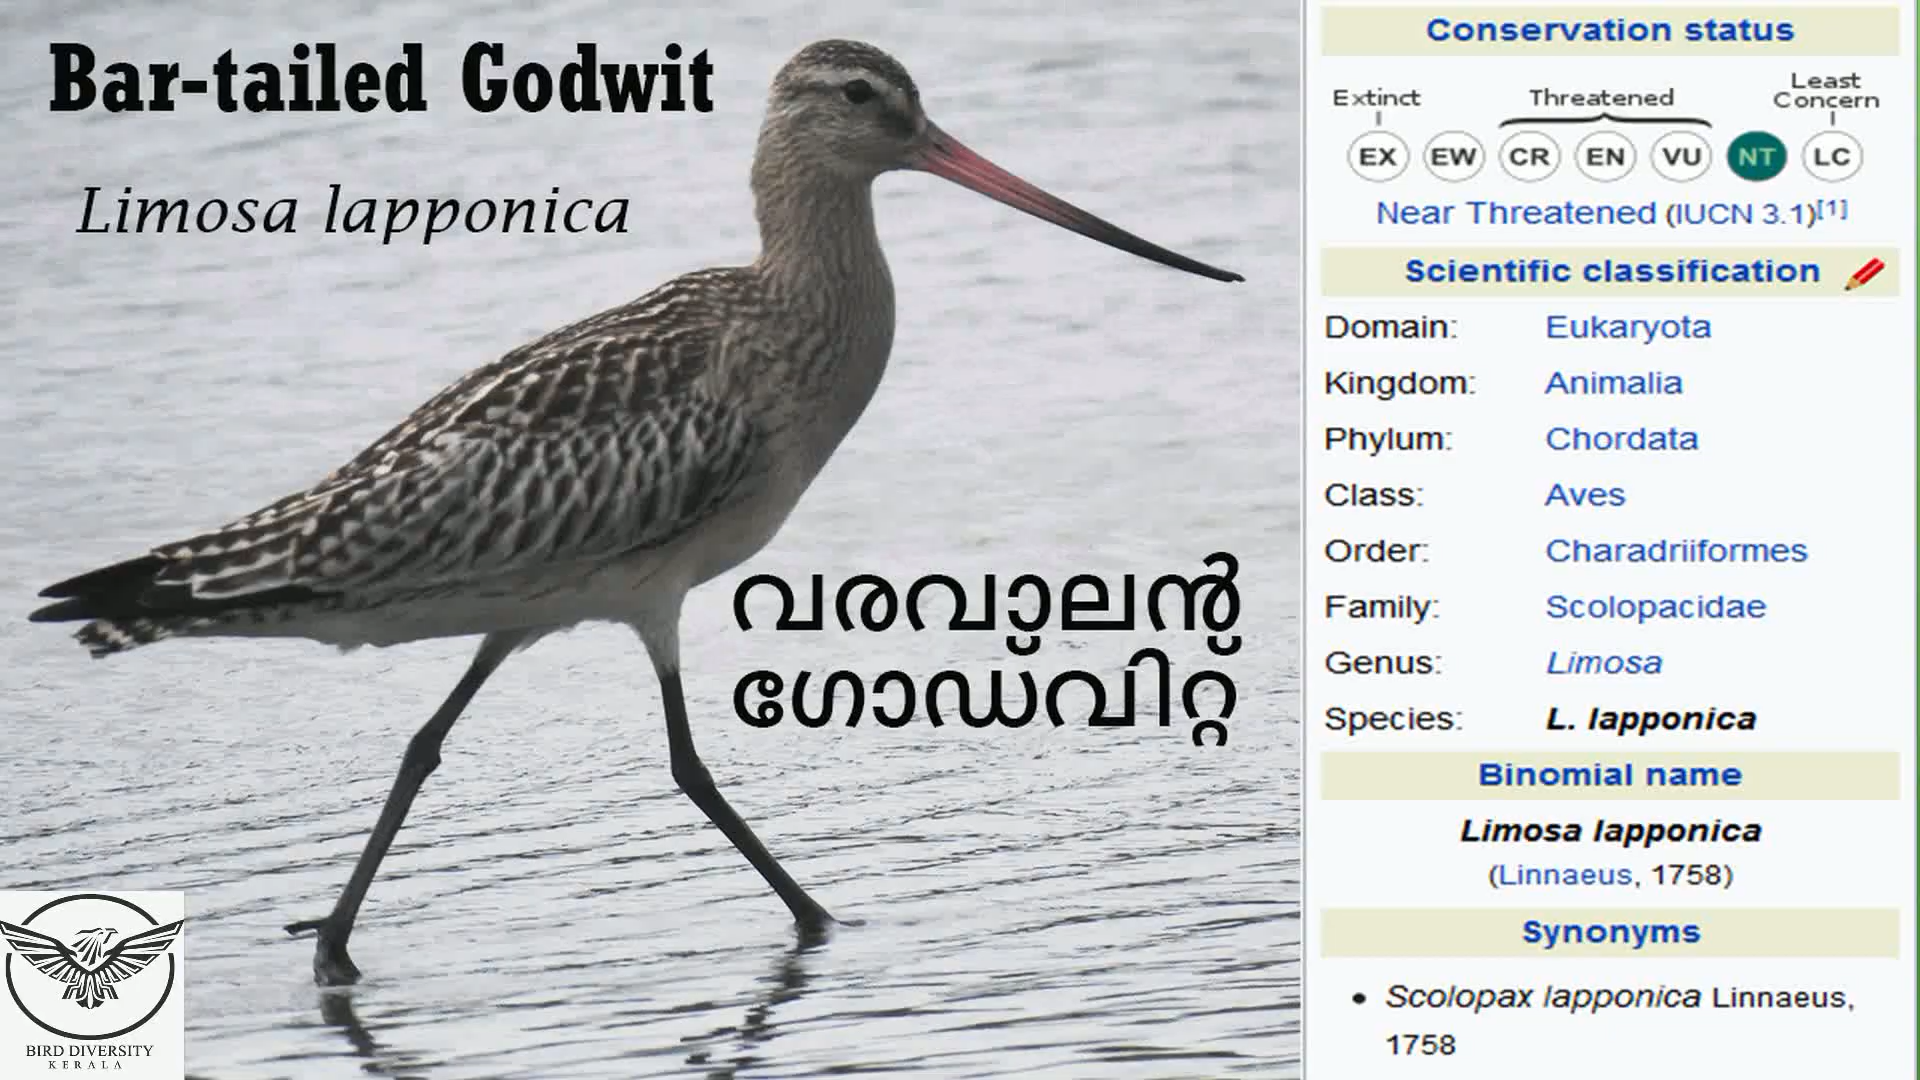 Bar-tailed Godwit
Limosa lapponica
വരവാലൻ
ഗോഡ്‌വിറ്റ്
BIRD DIVERSITY
KERALA
Conservation status
Extinct
Threatened
Least
Concern
EX EW CR EN VU NT LC
Near Threatened (IUCN 3.1)[1]
Scientific classification
Domain: Eukaryota
Kingdom: Animalia
Phylum: Chordata
Class: Aves
Order: Charadriiformes
Family: Scolopacidae
Genus: Limosa
Species: L. lapponica
Binomial name
Limosa lapponica
(Linnaeus, 1758)
Synonyms
• Scolopax lapponica Linnaeus,
1758